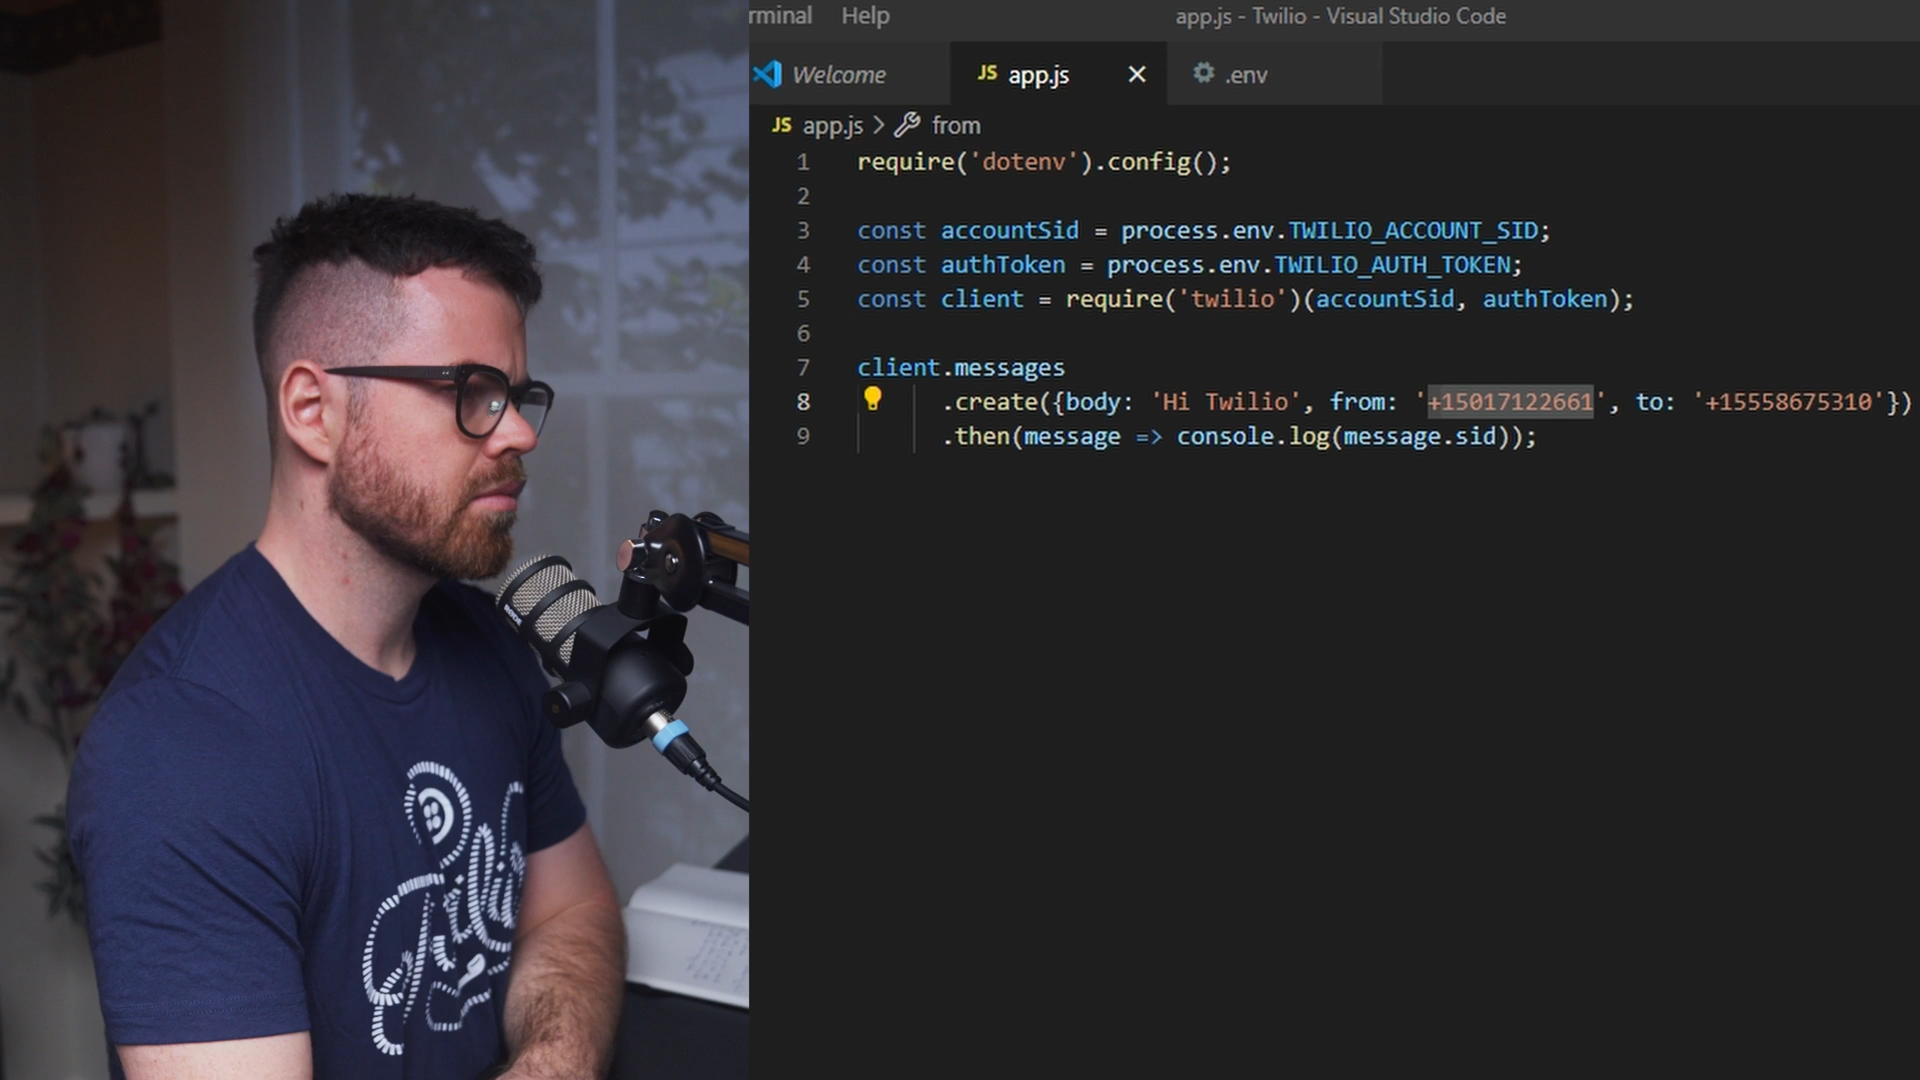 rminal Help app.js - Twilio - Visual Studio Code
Welcome JS app.js .env
JS app.js > from
1 require('dotenv').config();
2
3 const accountSid = process.env.TWILIO_ACCOUNT_SID;
4 const authToken = process.env.TWILIO_AUTH_TOKEN;
5 const client = require('twilio')(accountSid, authToken);
6
7 client.messages
8 .create({body: 'Hi Twilio', from: '+15017122661', to: '+15558675310'})
9 .then(message => console.log(message.sid));
RODE
Twilio